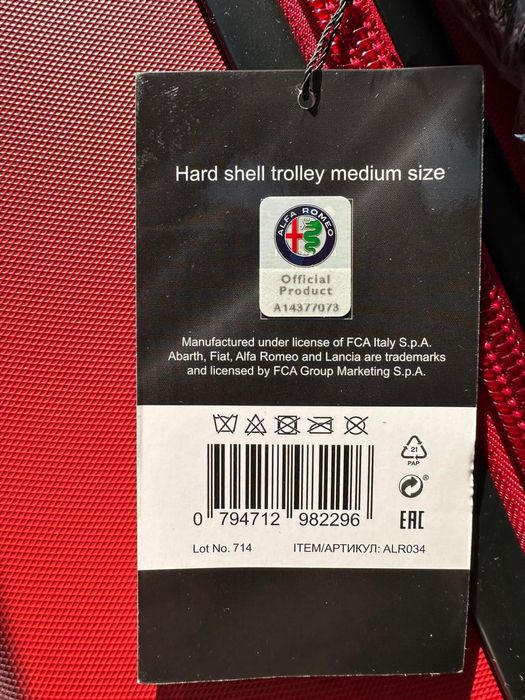 Hard shell trolley medium size
ALFA ROMEO
Official
Product
A14377073
Manufactured under license of FCA Italy S.p.A.
Abarth, Fiat, Alfa Romeo and Lancia are trademarks
and licensed by FCA Group Marketing S.p.A.
21
PAP
®
EAC
0 794712 982296
Lot No. 714 ITEM/АРТИКУЛ: ALR034